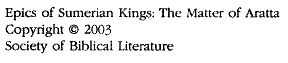 Epics of Sumerian Kings: The Matter of Aratta
Copyright © 2003
Society of Biblical Literature